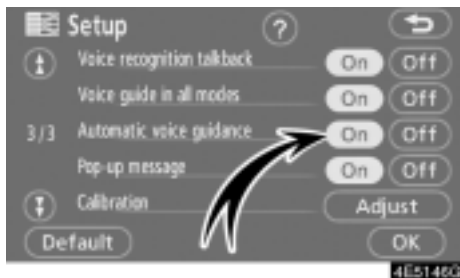 Setup ?
Voice recognition talkback On Off
Voice guide in all modes On Off
3/3 Automatic voice guidance On Off
Pop-up message On Off
Calibration Adjust
Default OK
4E5146C